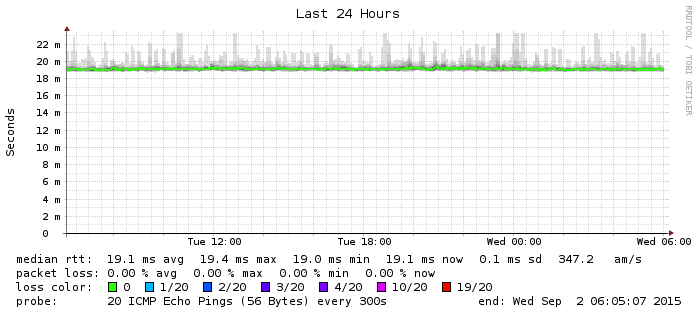 Last 24 Hours
RRDTOOL / TOBI OETIKER
Seconds
22 m
20 m
18 m
16 m
14 m
12 m
10 m
8 m
6 m
4 m
2 m
0
Tue 12:00 Tue 18:00 Wed 00:00 Wed 06:00
median rtt: 19.1 ms avg 19.4 ms max 19.0 ms min 19.1 ms now 0.1 ms sd 347.2 am/s
packet loss: 0.00 % avg 0.00 % max 0.00 % min 0.00 % now
loss color: 0 1/20 2/20 3/20 4/20 10/20 19/20
probe: 20 ICMP Echo Pings (56 Bytes) every 300s end: Wed Sep 2 06:05:07 2015